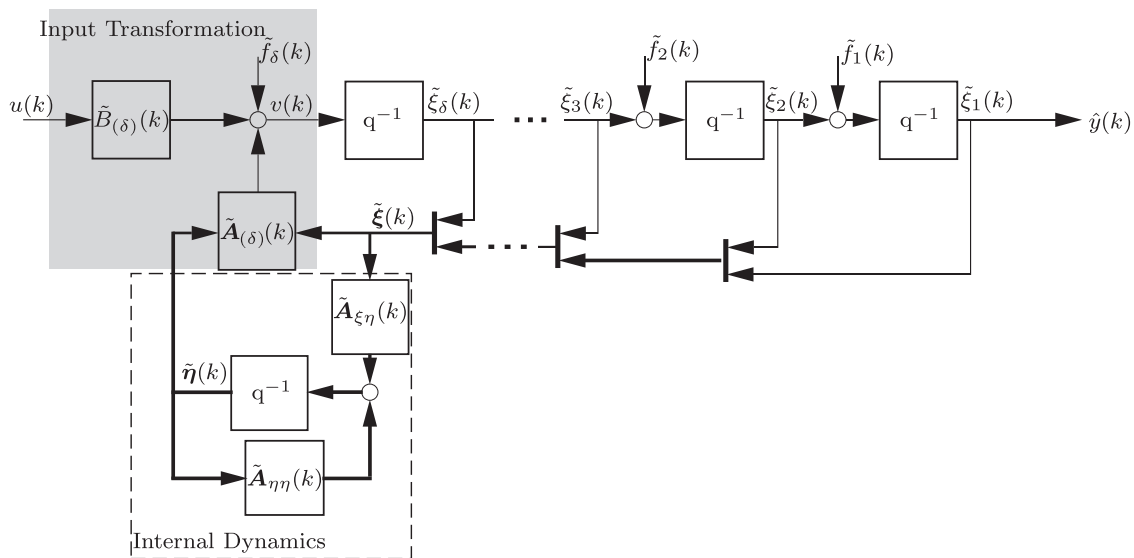 Input Transformation
f̃_δ(k)
f̃_2(k)
f̃_1(k)
u(k)
B̃_(δ)(k)
v(k)
q⁻¹
ξ̃_δ(k)
ξ̃_3(k)
q⁻¹
ξ̃_2(k)
q⁻¹
ξ̃_1(k)
ŷ(k)
Ã_(δ)(k)
ξ̃(k)
Ã_ξη(k)
η̃(k)
q⁻¹
Ã_ηη(k)
Internal Dynamics